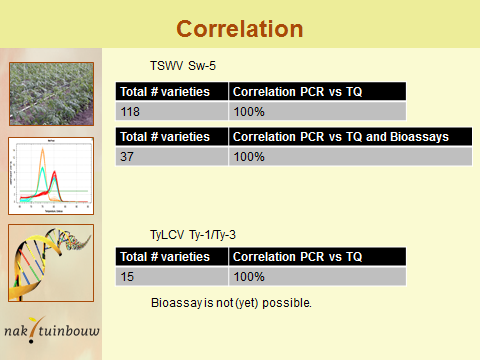 Correlation
TSWV Sw-5
Total # varieties Correlation PCR vs TQ
118 100%
Total # varieties Correlation PCR vs TQ and Bioassays
37 100%
TyLCV Ty-1/Ty-3
Total # varieties Correlation PCR vs TQ
15 100%
Bioassay is not (yet) possible.
nak tuinbouw